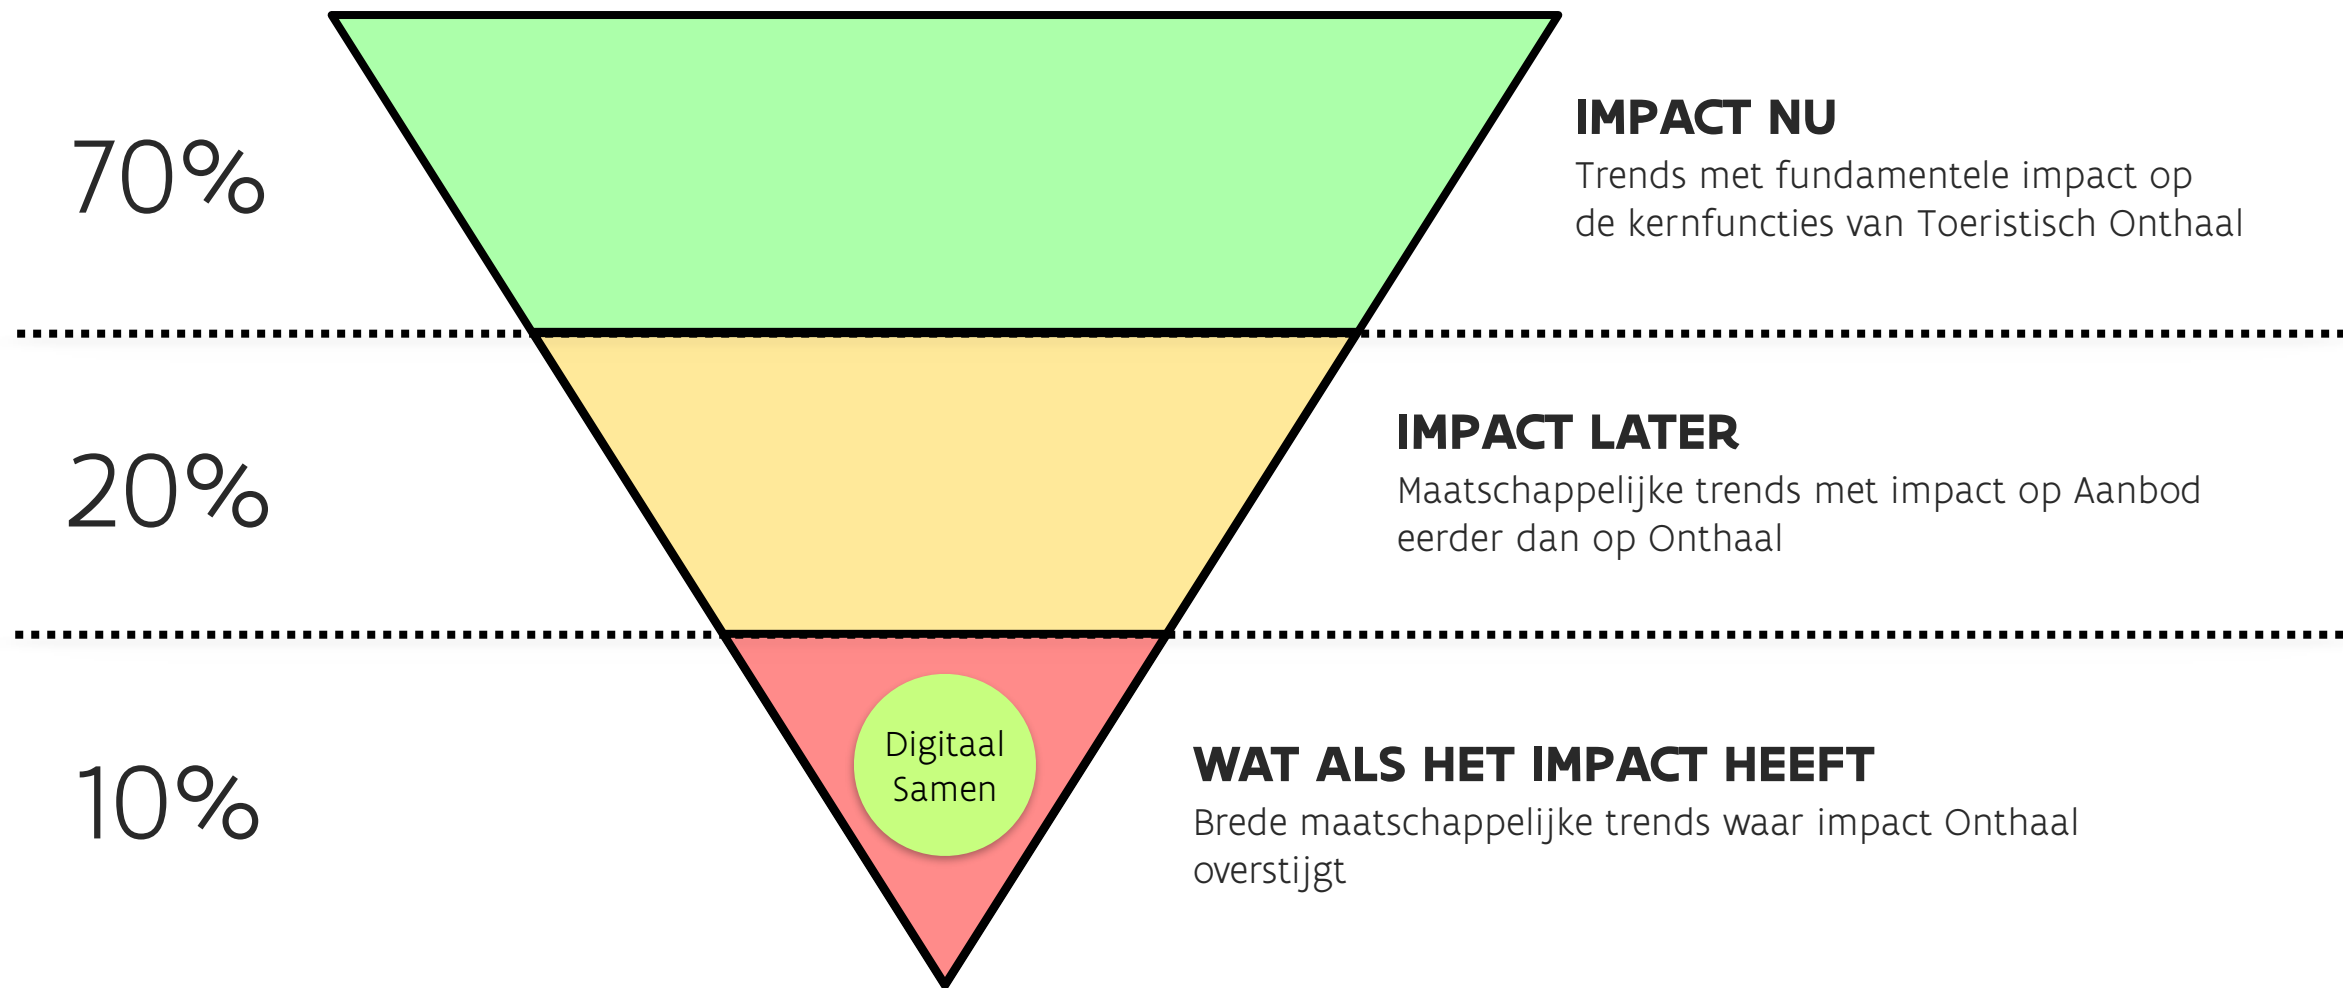 70%
IMPACT NU
Trends met fundamentele impact op
de kernfuncties van Toeristisch Onthaal
20%
IMPACT LATER
Maatschappelijke trends met impact op Aanbod
eerder dan op Onthaal
10%
Digitaal
Samen
WAT ALS HET IMPACT HEEFT
Brede maatschappelijke trends waar impact Onthaal
overstijgt